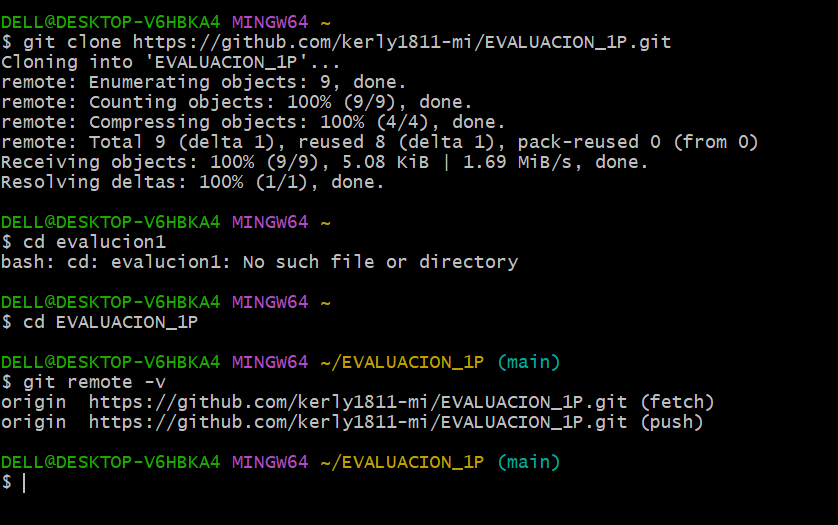 DELL@DESKTOP-V6HBKA4 MINGW64 ~
$ git clone https://github.com/kerly1811-mi/EVALUACION_1P.git
Cloning into 'EVALUACION_1P'...
remote: Enumerating objects: 9, done.
remote: Counting objects: 100% (9/9), done.
remote: Compressing objects: 100% (4/4), done.
remote: Total 9 (delta 1), reused 8 (delta 1), pack-reused 0 (from 0)
Receiving objects: 100% (9/9), 5.08 KiB | 1.69 MiB/s, done.
Resolving deltas: 100% (1/1), done.
DELL@DESKTOP-V6HBKA4 MINGW64 ~
$ cd evalucion1
bash: cd: evalucion1: No such file or directory
DELL@DESKTOP-V6HBKA4 MINGW64 ~
$ cd EVALUACION_1P
DELL@DESKTOP-V6HBKA4 MINGW64 ~/EVALUACION_1P (main)
$ git remote -v
origin  https://github.com/kerly1811-mi/EVALUACION_1P.git (fetch)
origin  https://github.com/kerly1811-mi/EVALUACION_1P.git (push)
DELL@DESKTOP-V6HBKA4 MINGW64 ~/EVALUACION_1P (main)
$